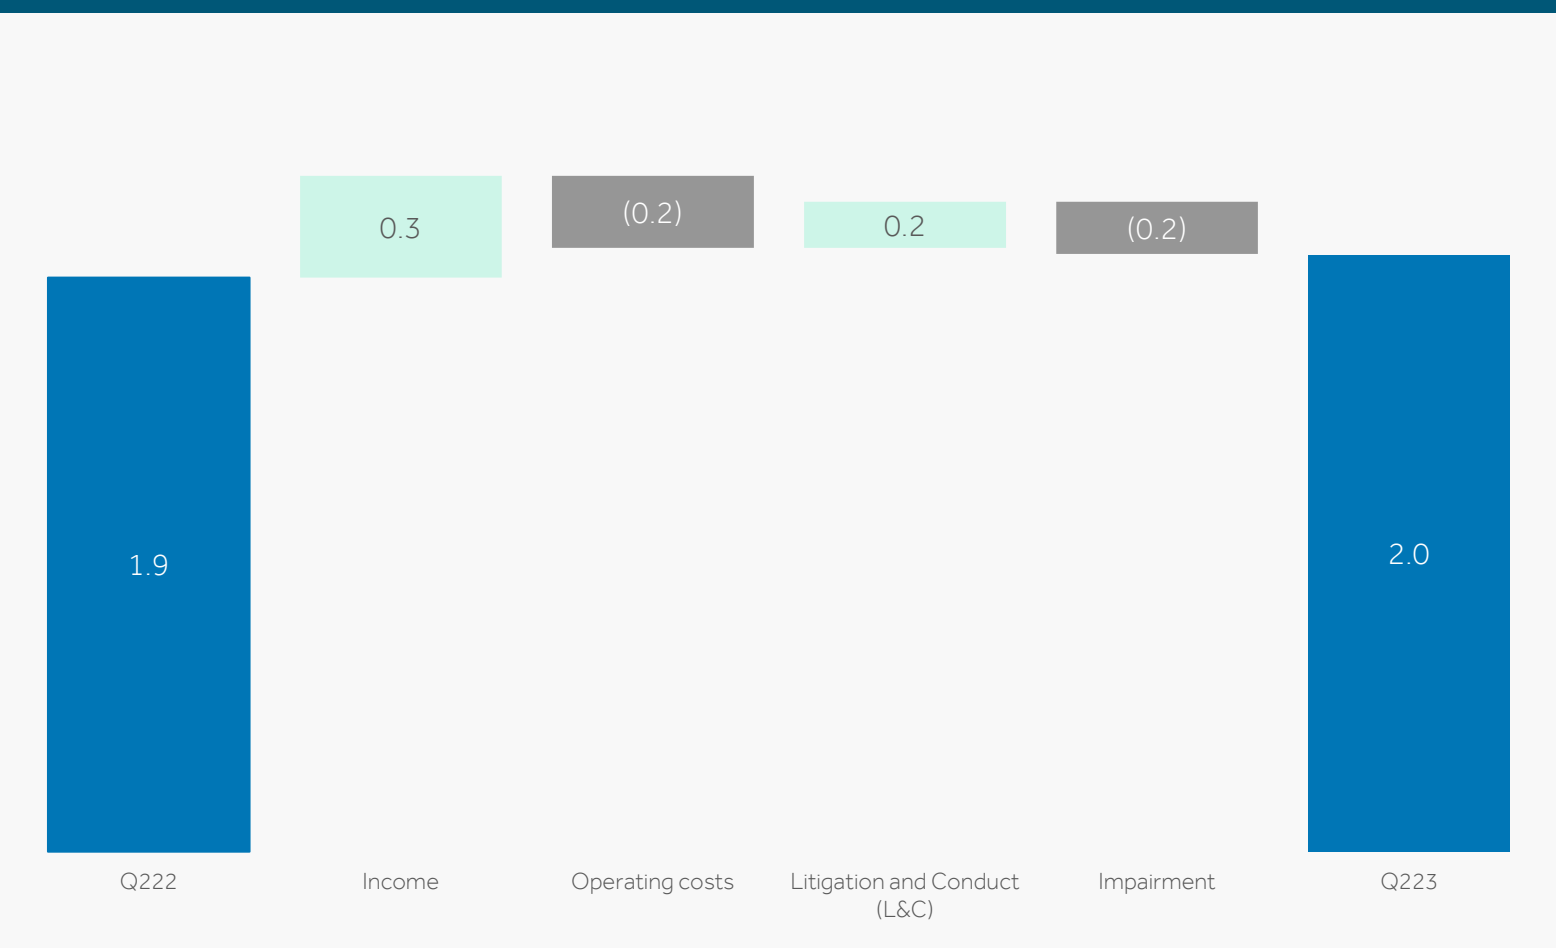 0.3
(0.2)
0.2
(0.2)
1.9
2.0
Q222
Income
Operating costs
Litigation and Conduct
(L&C)
Impairment
Q223